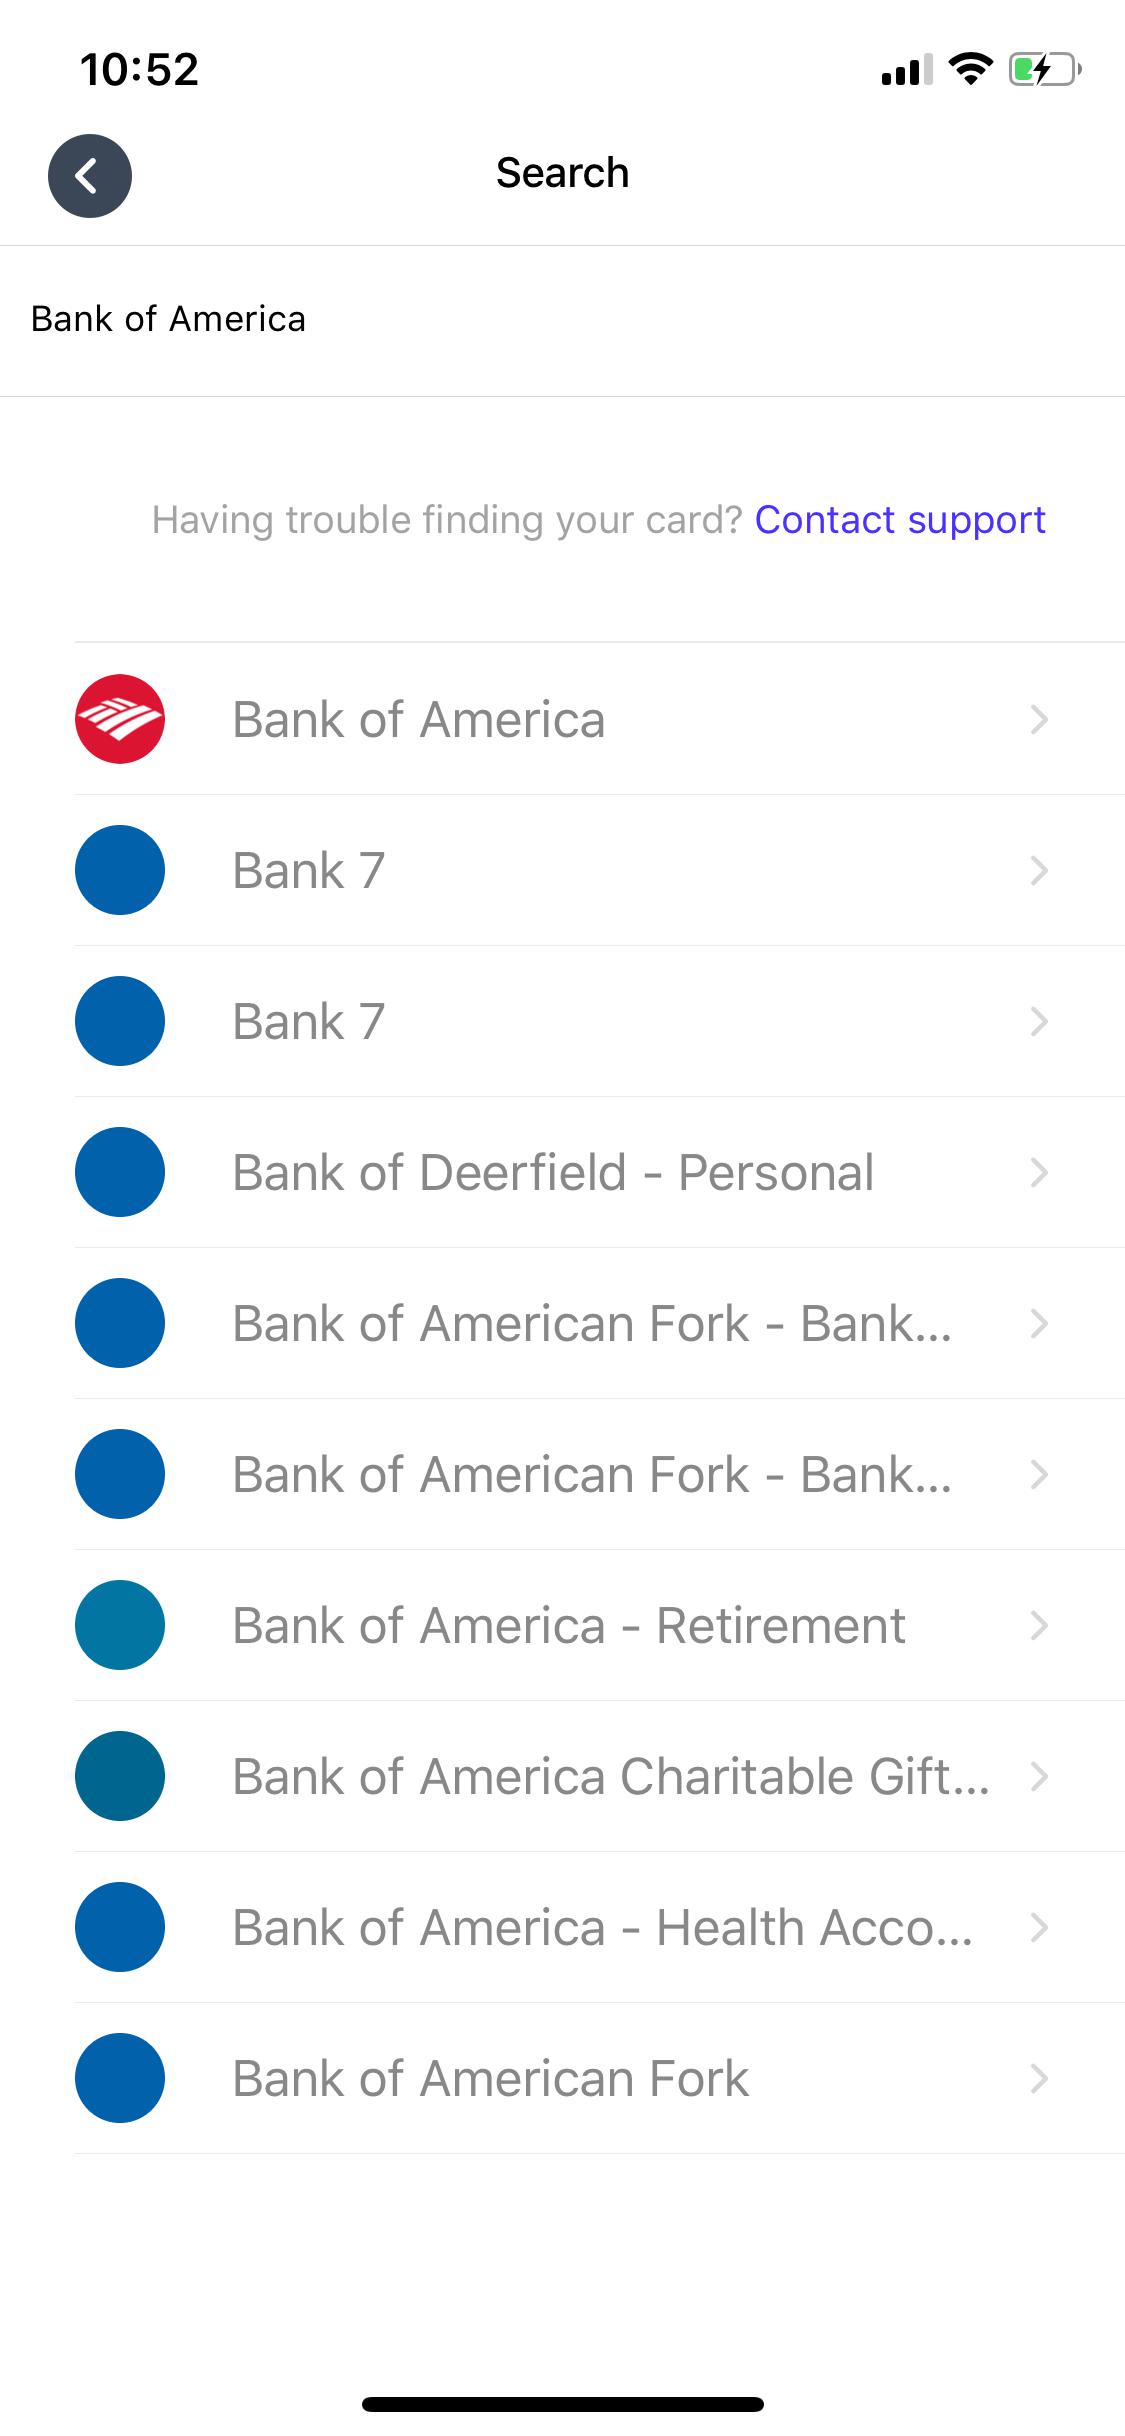 10:52
Search
Bank of America
Having trouble finding your card? Contact support
Bank of America
Bank 7
Bank 7
Bank of Deerfield - Personal
Bank of American Fork - Bank...
Bank of American Fork - Bank...
Bank of America - Retirement
Bank of America Charitable Gift...
Bank of America - Health Acco...
Bank of American Fork